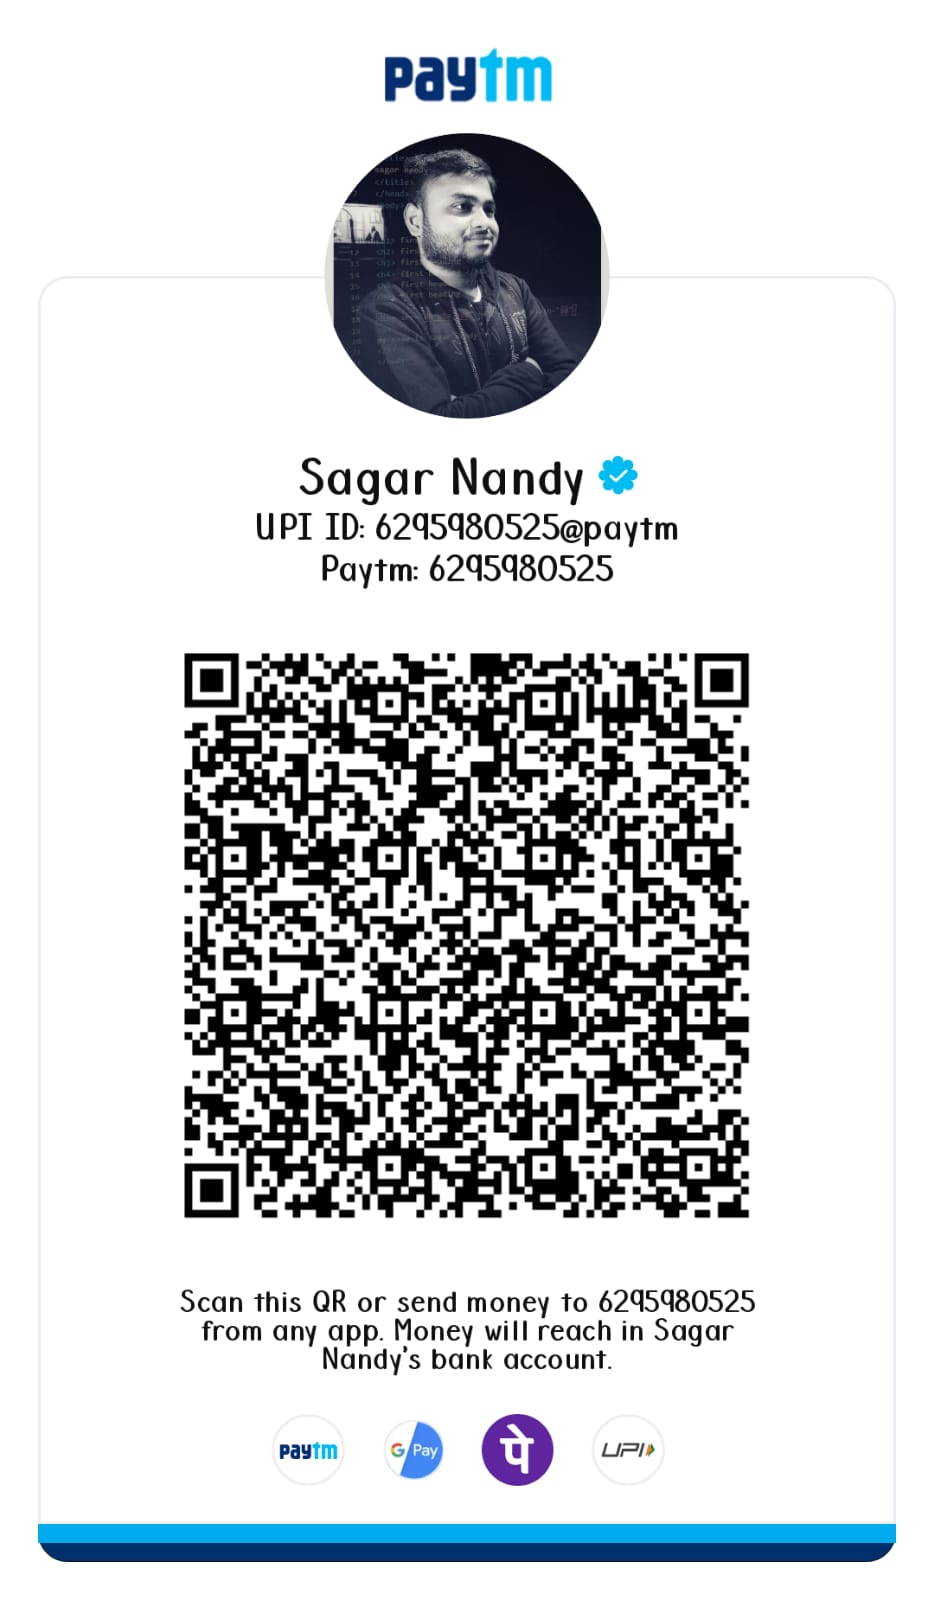 paytm
Sagar Nandy
UPI ID: 6295980525@paytm
Paytm: 6295980525
Scan this QR or send money to 6295980525
from any app. Money will reach in Sagar
Nandy's bank account.
paytm
G Pay
पे
UPI